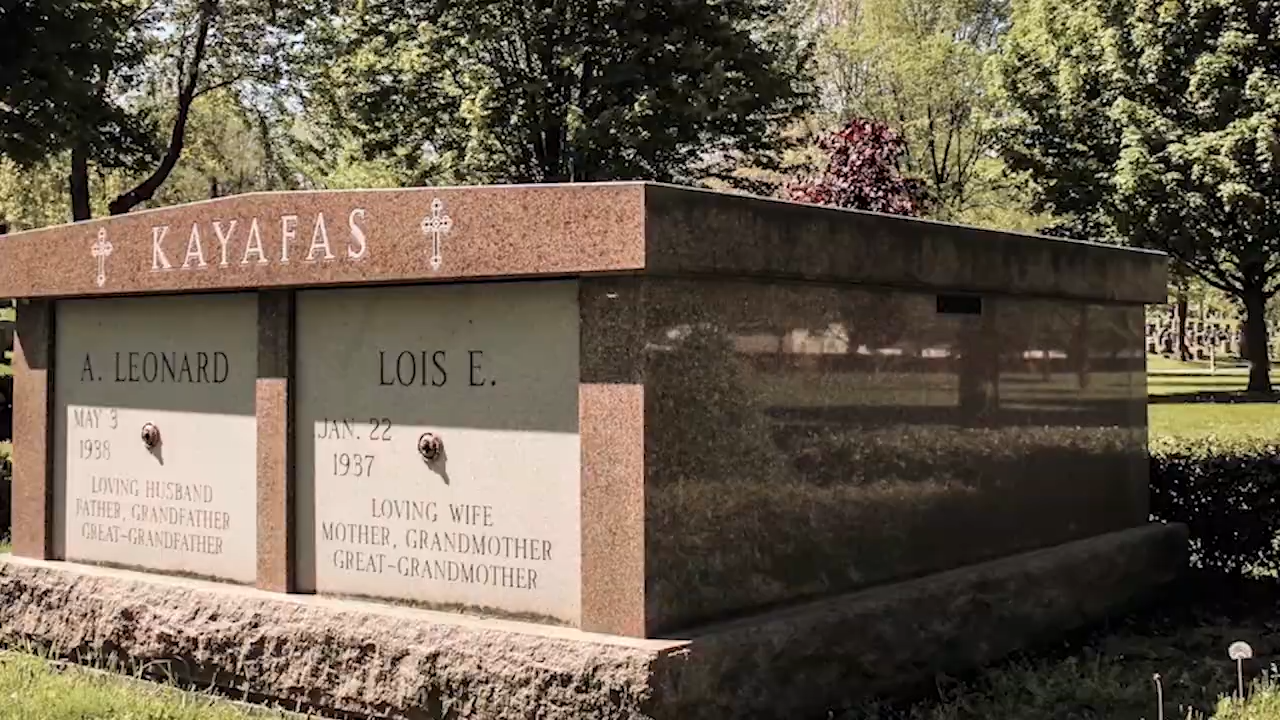 KAYAFAS
A. LEONARD
MAY 3
1938
LOVING HUSBAND
FATHER, GRANDFATHER
GREAT-GRANDFATHER
LOIS E.
JAN. 22
1937
LOVING WIFE
MOTHER, GRANDMOTHER
GREAT-GRANDMOTHER